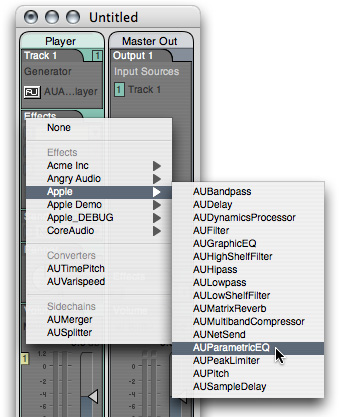 Untitled
Player
Master Out
Track 1
1
Output 1
Generator
Input Sources
AU
AUA...layer
1
Track 1
Effects
None
Effects
Acme Inc
Angry Audio
Apple
Apple Demo
Apple_DEBUG
CoreAudio
Converters
AUTimePitch
AUVarispeed
Sidechains
AUMerger
AUSplitter
AUBandpass
AUDelay
AUDynamicsProcessor
AUFilter
AUGraphicEQ
AUHighShelfFilter
AUHipass
AULowpass
AULowShelfFilter
AUMatrixReverb
AUMultibandCompressor
AUNetSend
AUParametricEQ
AUPeakLimiter
AUPitch
AUSampleDelay
1